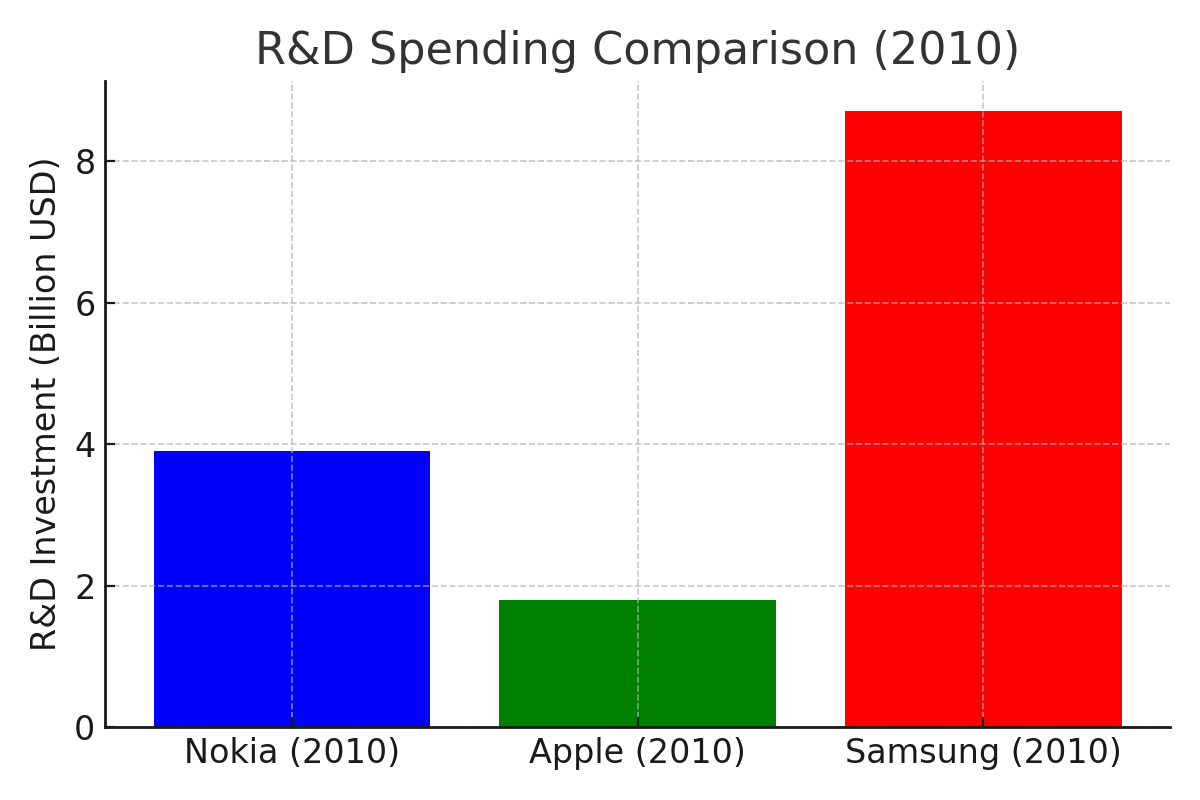 R&D Spending Comparison (2010)
R&D Investment (Billion USD)
8
6
4
2
0
Nokia (2010)
Apple (2010)
Samsung (2010)